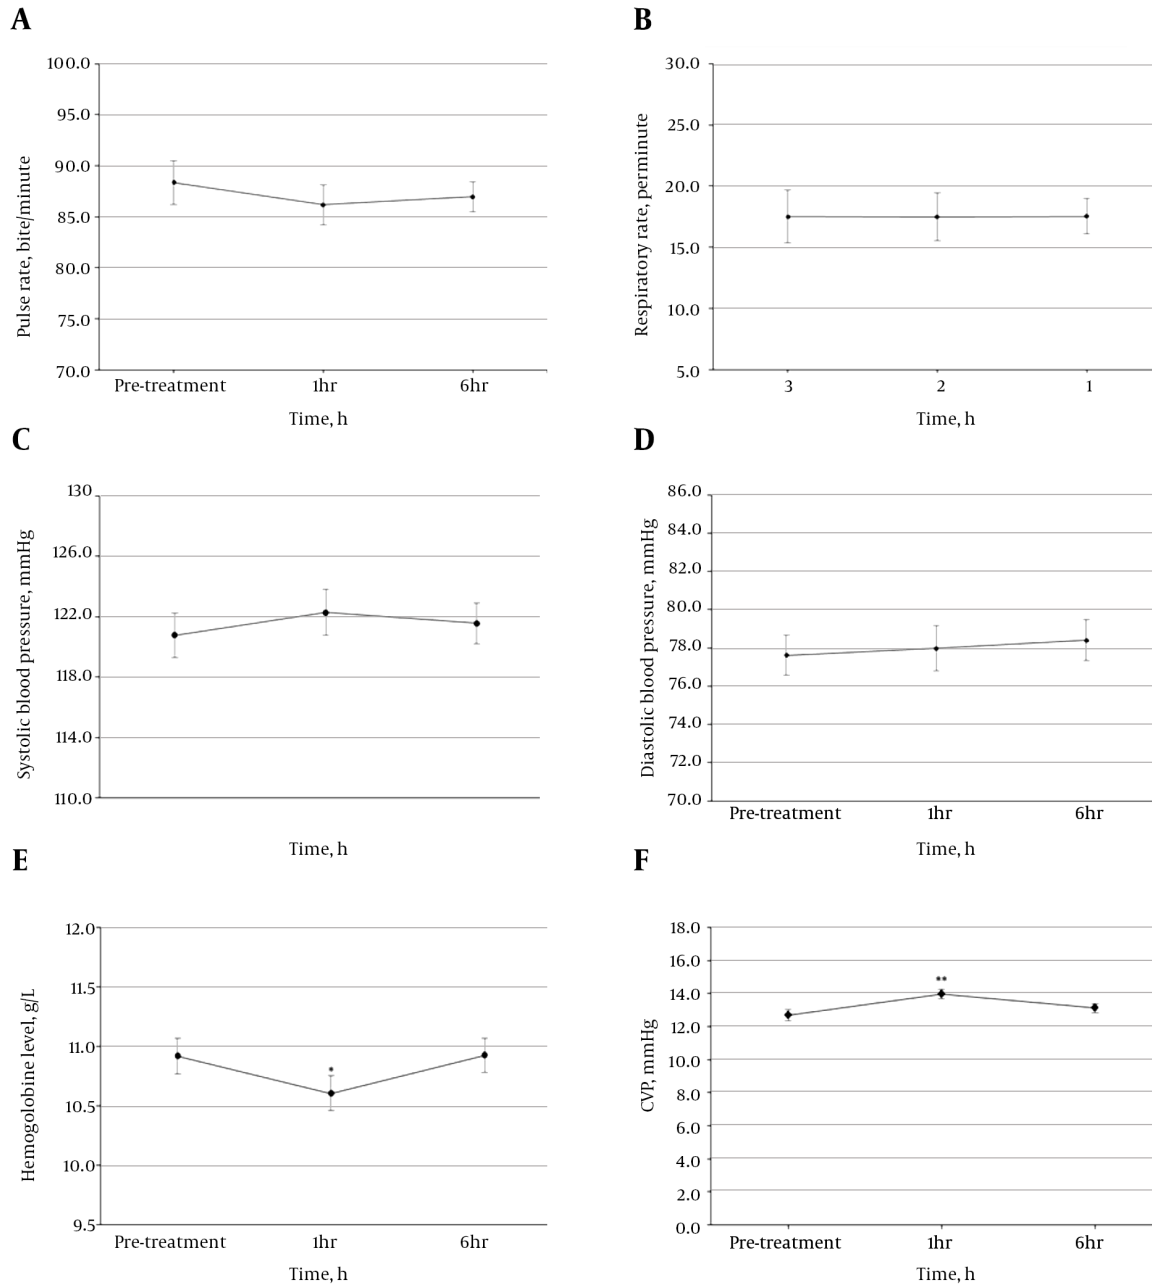 A
Pulse rate, bite/minute
100.0
95.0
90.0
85.0
80.0
75.0
70.0
Pre-treatment 1hr 6hr
Time, h
B
Respiratory rate, perminute
30.0
25.0
20.0
15.0
10.0
5.0
3 2 1
Time, h
C
Systolic blood pressure, mmHg
130
126.0
122.0
118.0
114.0
110.0
Time, h
D
Diastolic blood pressure, mmHg
86.0
84.0
82.0
80.0
78.0
76.0
74.0
72.0
70.0
Pre-treatment 1hr 6hr
Time, h
E
Hemogolobine level, g/L
12.0
11.5
11.0
10.5
10.0
9.5
*
Pre-treatment 1hr 6hr
Time, h
F
CVP, mmHg
18.0
16.0
14.0
12.0
10.0
8.0
6.0
4.0
2.0
0.0
**
Pre-treatment 1hr 6hr
Time, h